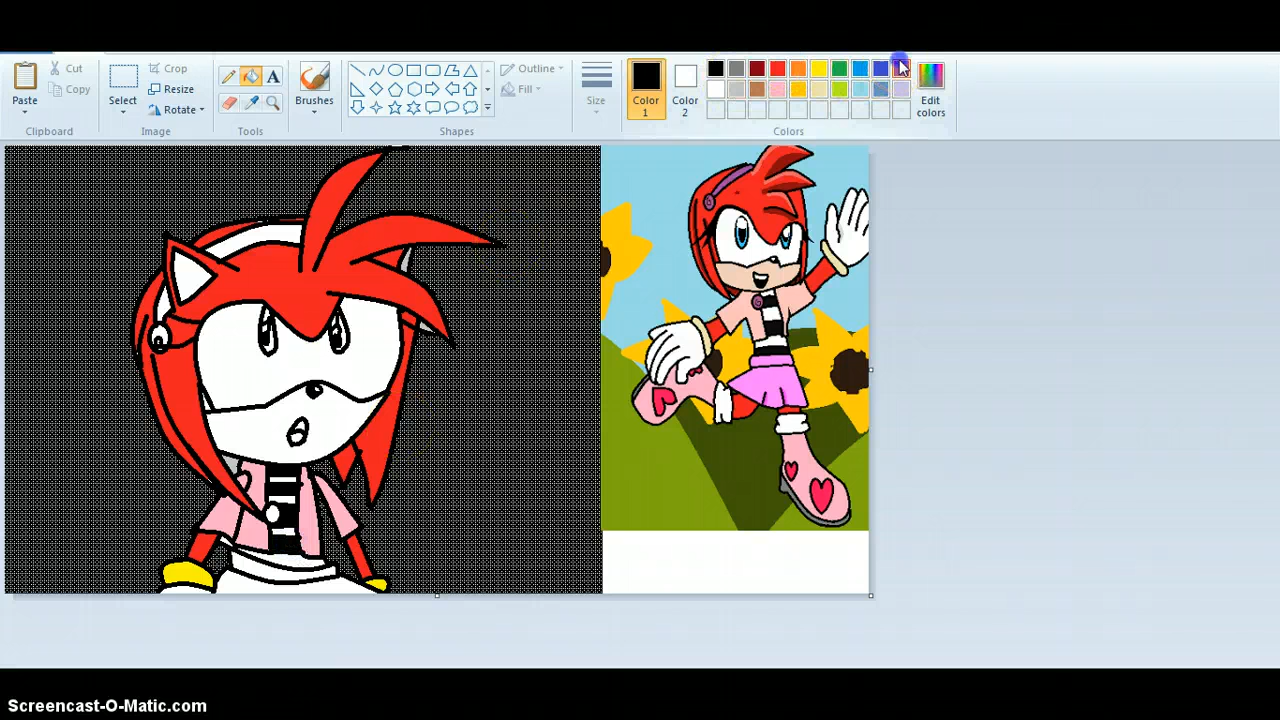 Cut
Copy
Paste
Clipboard
Select
Crop
Resize
Rotate
Image
A
Tools
Brushes
Outline
Fill
Shapes
Size
Color 1
Color 2
Edit colors
Colors
Screencast-O-Matic.com